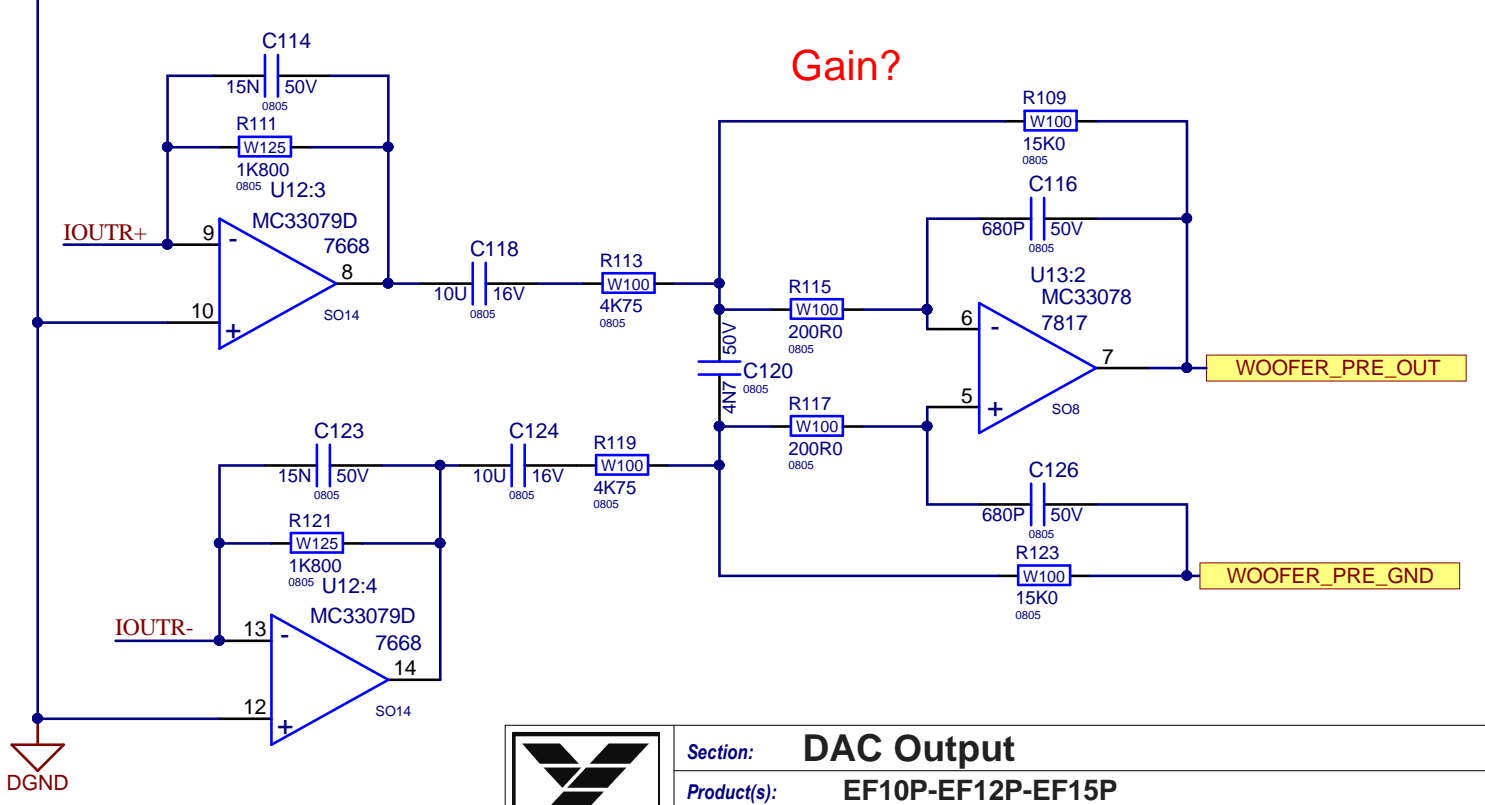 Gain?
C114
15N 50V
0805
R111
W125
1K800
0805
U12:3
MC33079D
7668
IOUTR+
9
-
8
10
+
SO14
C118
10U 16V
0805
R113
W100
4K75
0805
R109
W100
15K0
0805
C116
680P 50V
0805
R115
W100
200R0
0805
U13:2
MC33078
7817
6
-
7
5
+
SO8
WOOFER_PRE_OUT
50V
C120
0805
4N7
R117
W100
200R0
0805
C123
15N 50V
0805
R121
W125
1K800
0805
U12:4
MC33079D
7668
IOUTR-
13
-
14
12
+
SO14
C124
10U 16V
0805
R119
W100
4K75
0805
C126
680P 50V
0805
R123
W100
15K0
0805
WOOFER_PRE_GND
DGND
Section: DAC Output
Product(s): EF10P-EF12P-EF15P